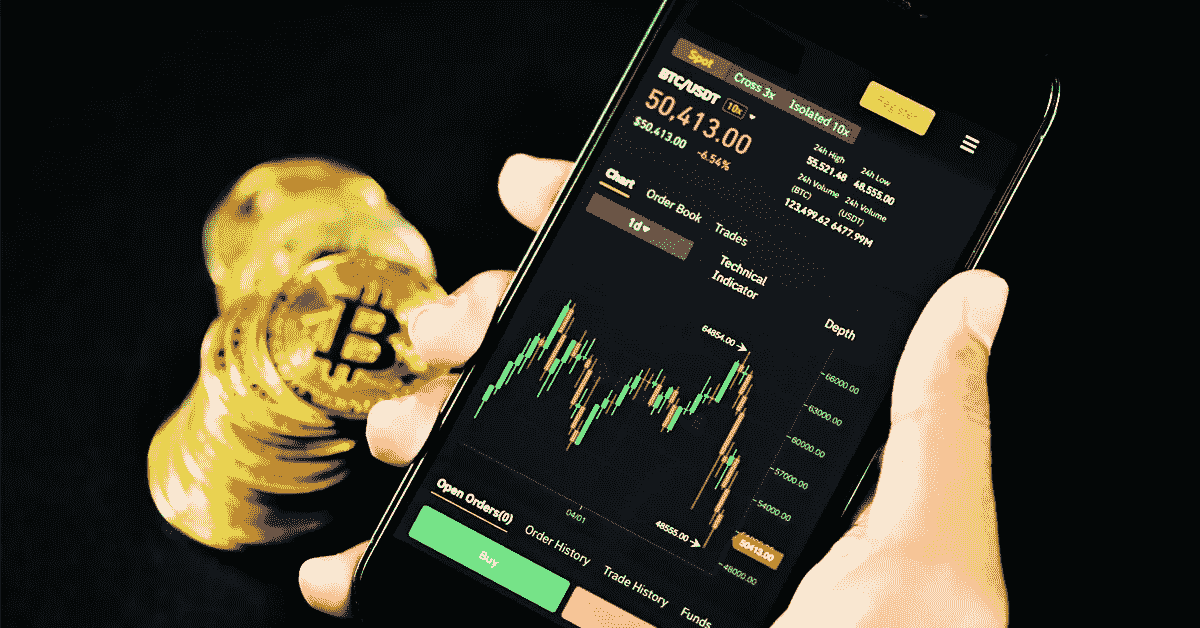 Spot Cross 3x Isolated 10x
Register
BTC/USDT 10x
50,413.00
$50,413.00 -6.54%
24h High 24h Low
55,521.48 48,555.00
24h Volume 24h Volume
(BTC) (USDT)
123,499.62 6477.99M
Chart Order Book Trades
1d
Technical
Indicator
Depth
64854.00
66000.00
63000.00
60000.00
57000.00
54000.00
50413.00
48000.00
48555.00
04/01
Open Orders(0) Order History Trade History Funds
Buy